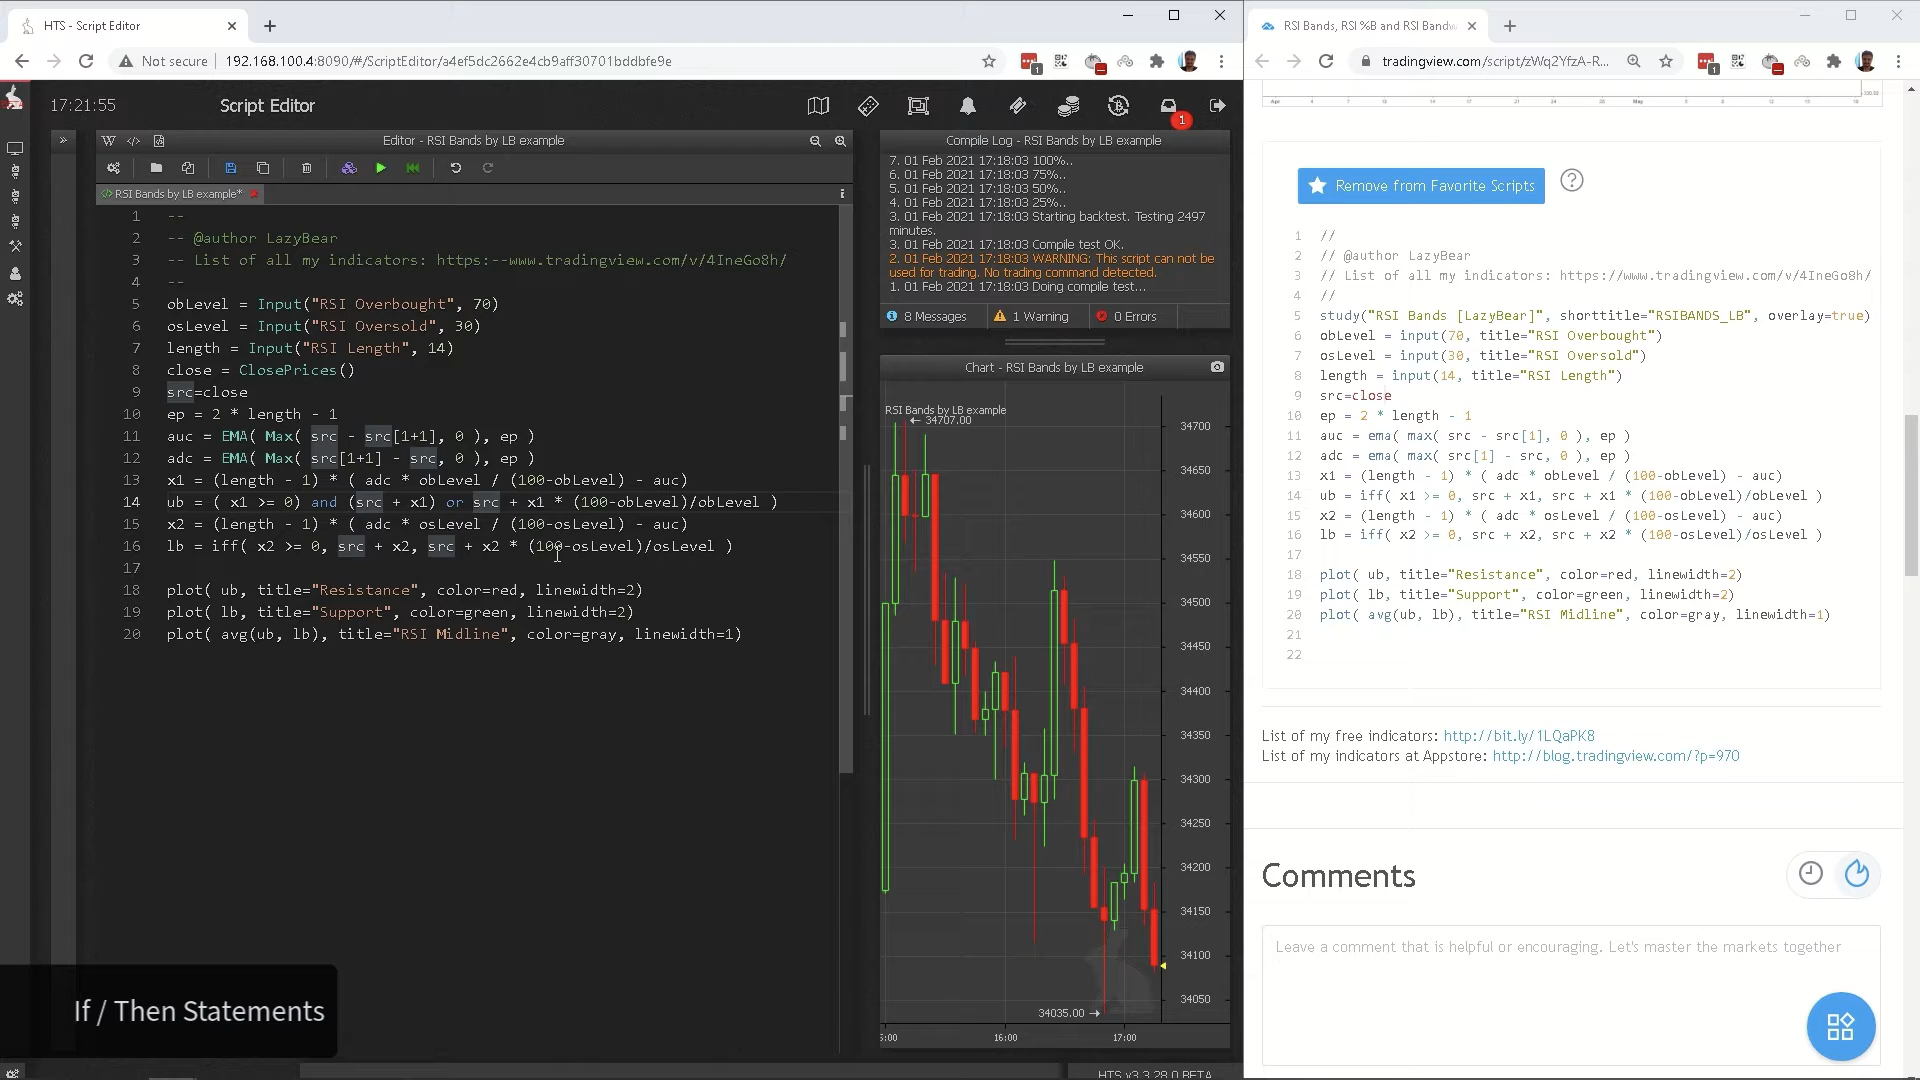 HTS - Script Editor
Not secure
192.168.100.4:8090/#/ScriptEditor/a4ef5dc2662e4cb9aff30701bddbfe9e
1
17:21:55
Script Editor
1
Editor - RSI Bands by LB example
RSI Bands by LB example*
1 --
2 -- @author LazyBear
3 -- List of all my indicators: https:--www.tradingview.com/v/4IneGo8h/
4 --
5 obLevel = Input("RSI Overbought", 70)
6 osLevel = Input("RSI Oversold", 30)
7 length = Input("RSI Length", 14)
8 close = ClosePrices()
9 src=close
10 ep = 2 * length - 1
11 auc = EMA( Max( src - src[1+1], 0 ), ep )
12 adc = EMA( Max( src[1+1] - src, 0 ), ep )
13 x1 = (length - 1) * ( adc * obLevel / (100-obLevel) - auc)
14 ub = ( x1 >= 0) and (src + x1) or src + x1 * (100-obLevel)/obLevel )
15 x2 = (length - 1) * ( adc * osLevel / (100-osLevel) - auc)
16 lb = iff( x2 >= 0, src + x2, src + x2 * (100-osLevel)/osLevel )
17
18 plot( ub, title="Resistance", color=red, linewidth=2)
19 plot( lb, title="Support", color=green, linewidth=2)
20 plot( avg(ub, lb), title="RSI Midline", color=gray, linewidth=1)
If / Then Statements
Compile Log - RSI Bands by LB example
7. 01 Feb 2021 17:18:03 100%..
6. 01 Feb 2021 17:18:03 75%..
5. 01 Feb 2021 17:18:03 50%..
4. 01 Feb 2021 17:18:03 25%..
3. 01 Feb 2021 17:18:03 Starting backtest. Testing 2497
minutes.
3. 01 Feb 2021 17:18:03 Compile test OK.
2. 01 Feb 2021 17:18:03 WARNING: This script can not be
used for trading. No trading command detected.
1. 01 Feb 2021 17:18:03 Doing compile test...
8 Messages
1 Warning
0 Errors
Chart - RSI Bands by LB example
RSI Bands by LB example
34707.00
34700
34650
34600
34550
34500
34450
34400
34350
34300
34250
34200
34150
34100
34050
34035.00
16:00
17:00
HTS v3.3.28.0 BETA
RSI Bands, RSI %B and RSI Bandw
tradingview.com/script/zWq2YfzA-R...
1
Remove from Favorite Scripts
1 //
2 // @author LazyBear
3 // List of all my indicators: https://www.tradingview.com/v/4IneGo8h/
4 //
5 study("RSI Bands [LazyBear]", shorttitle="RSIBANDS_LB", overlay=true)
6 obLevel = input(70, title="RSI Overbought")
7 osLevel = input(30, title="RSI Oversold")
8 length = input(14, title="RSI Length")
9 src=close
10 ep = 2 * length - 1
11 auc = ema( max( src - src[1], 0 ), ep )
12 adc = ema( max( src[1] - src, 0 ), ep )
13 x1 = (length - 1) * ( adc * obLevel / (100-obLevel) - auc)
14 ub = iff( x1 >= 0, src + x1, src + x1 * (100-obLevel)/obLevel )
15 x2 = (length - 1) * ( adc * osLevel / (100-osLevel) - auc)
16 lb = iff( x2 >= 0, src + x2, src + x2 * (100-osLevel)/osLevel )
17
18 plot( ub, title="Resistance", color=red, linewidth=2)
19 plot( lb, title="Support", color=green, linewidth=2)
20 plot( avg(ub, lb), title="RSI Midline", color=gray, linewidth=1)
21
22
List of my free indicators: http://bit.ly/1LQaPK8
List of my indicators at Appstore: http://blog.tradingview.com/?p=970
Comments
Leave a comment that is helpful or encouraging. Let's master the markets together